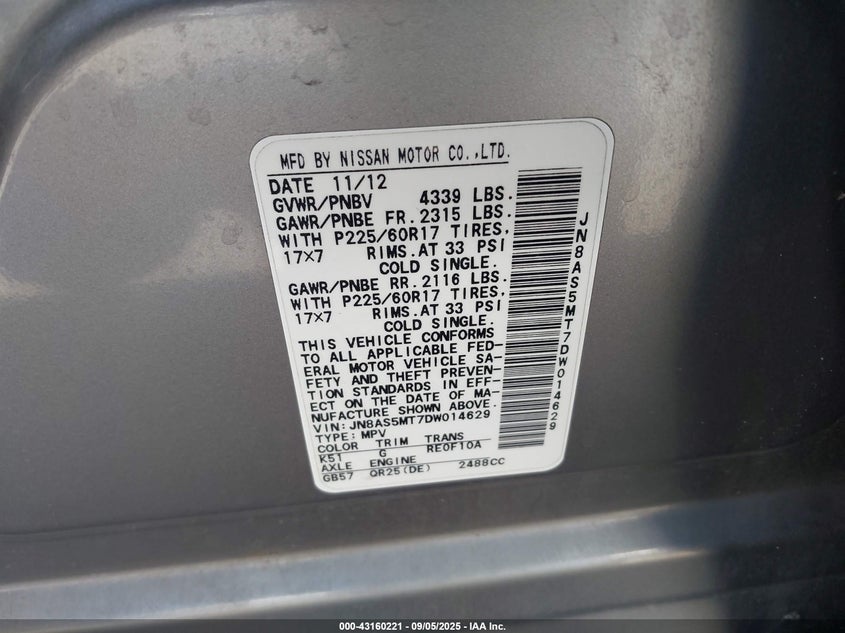 MFD BY NISSAN MOTOR CO.,LTD.
DATE 11/12
GVWR/PNBV 4339 LBS.
GAWR/PNBE FR. 2315 LBS.
WITH P225/60R17 TIRES,
17×7 RIMS.AT 33 PSI
COLD SINGLE.
GAWR/PNBE RR. 2116 LBS.
WITH P225/60R17 TIRES,
17×7 RIMS.AT 33 PSI
COLD SINGLE.
THIS VEHICLE CONFORMS
TO ALL APPLICABLE FED-
ERAL MOTOR VEHICLE SA-
FETY AND THEFT PREVEN-
TION STANDARDS IN EFF-
ECT ON THE DATE OF MA-
NUFACTURE SHOWN ABOVE.
VIN: JN8AS5MT7DW014629
TYPE: MPV
COLOR TRIM TRANS
K51 G RE0F10A
AXLE ENGINE
GB57 QR25(DE) 2488CC
JN8AS5MT7DW014629
000-43160221 - 09/05/2025 - IAA Inc.